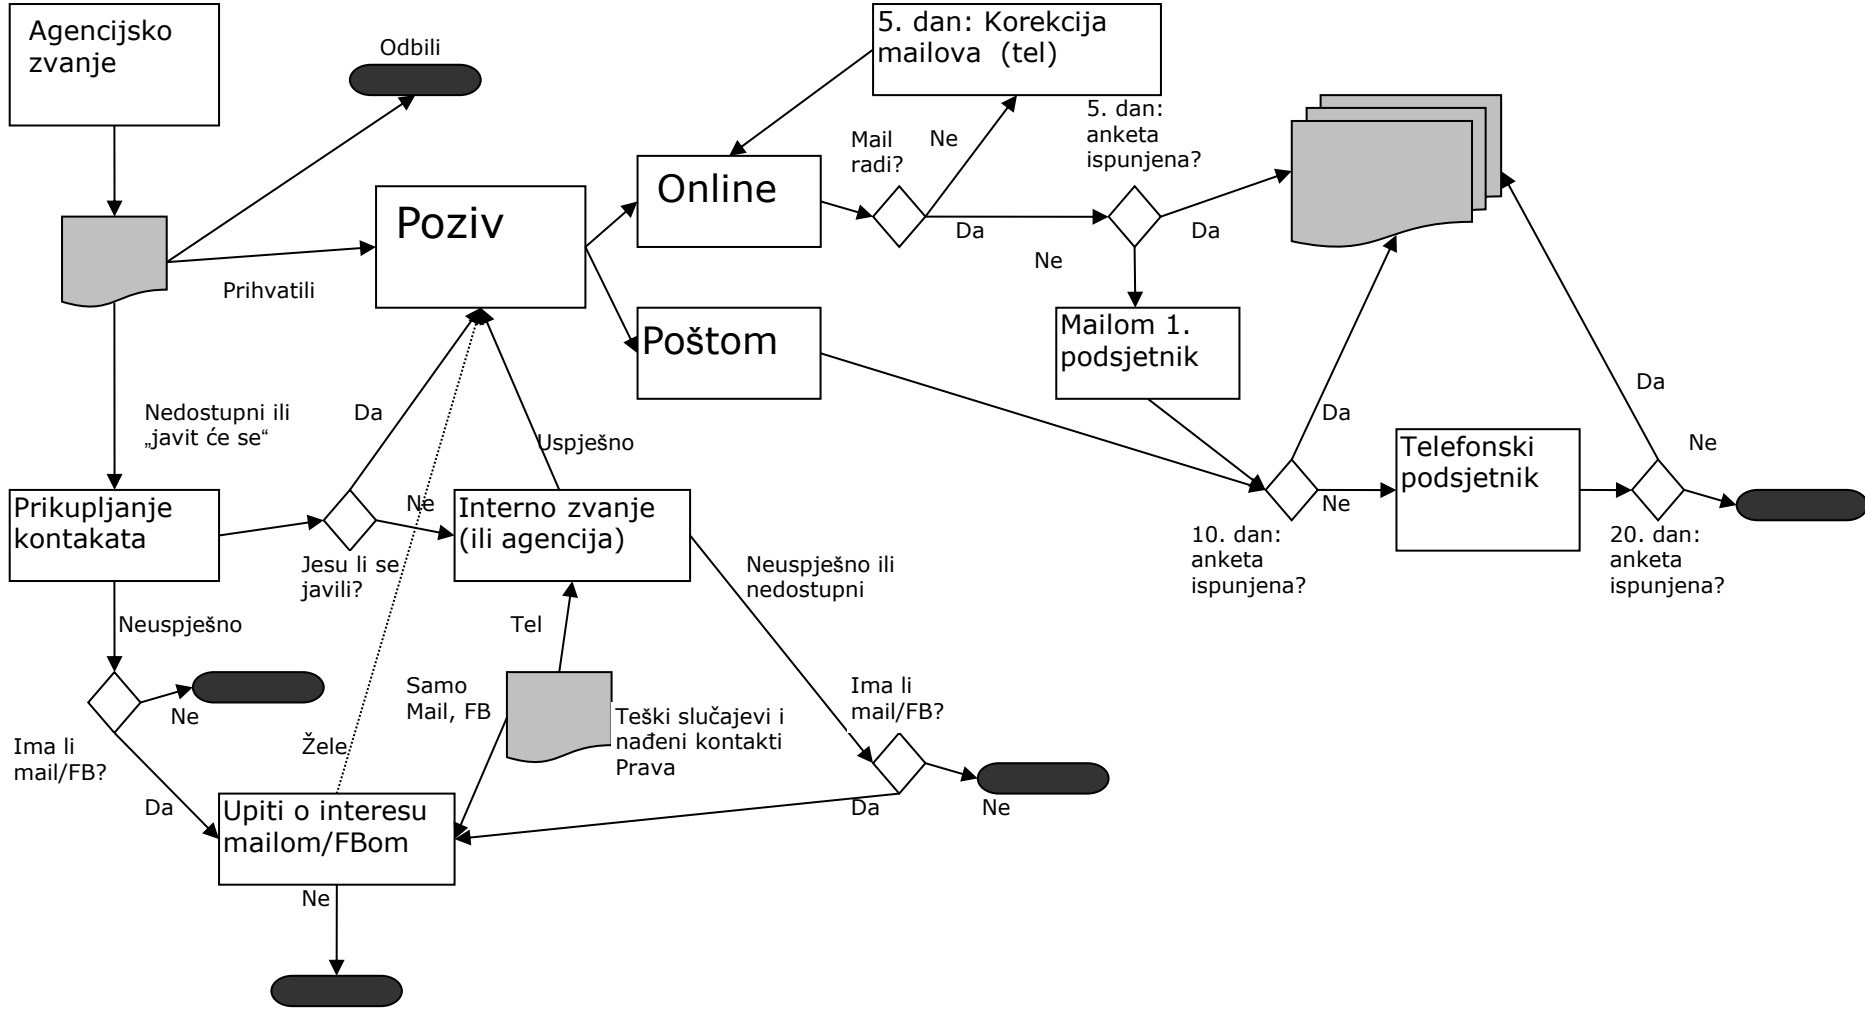 Agencijsko
zvanje
Odbili
5. dan: Korekcija
mailova (tel)
Mail
radi?
Ne
5. dan:
anketa
ispunjena?
Online
Poziv
Da
Da
Ne
Prihvatili
Poštom
Mailom 1.
podsjetnik
Nedostupni ili
„javit će se“
Da
Uspješno
Da
Da
Telefonski
podsjetnik
Ne
Prikupljanje
kontakata
Ne
Interno zvanje
(ili agencija)
Ne
Jesu li se
javili?
Neuspješno ili
nedostupni
10. dan:
anketa
ispunjena?
20. dan:
anketa
ispunjena?
Neuspješno
Tel
Samo
Mail, FB
Ima li
mail/FB?
Ne
Teški slučajevi i
nađeni kontakti
Prava
Ima li
mail/FB?
Žele
Da
Upiti o interesu
mailom/FBom
Da
Ne
Ne